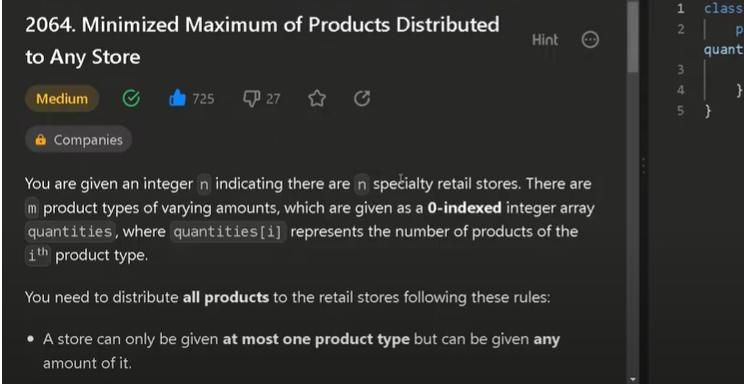 2064. Minimized Maximum of Products Distributed
to Any Store
Hint
Medium
725
27
Companies
You are given an integer n indicating there are n specialty retail stores. There are
m product types of varying amounts, which are given as a 0-indexed integer array
quantities, where quantities[i] represents the number of products of the
ith product type.
You need to distribute all products to the retail stores following these rules:
• A store can only be given at most one product type but can be given any
amount of it.
1 class
2 p
quant
3
4 }
5 }